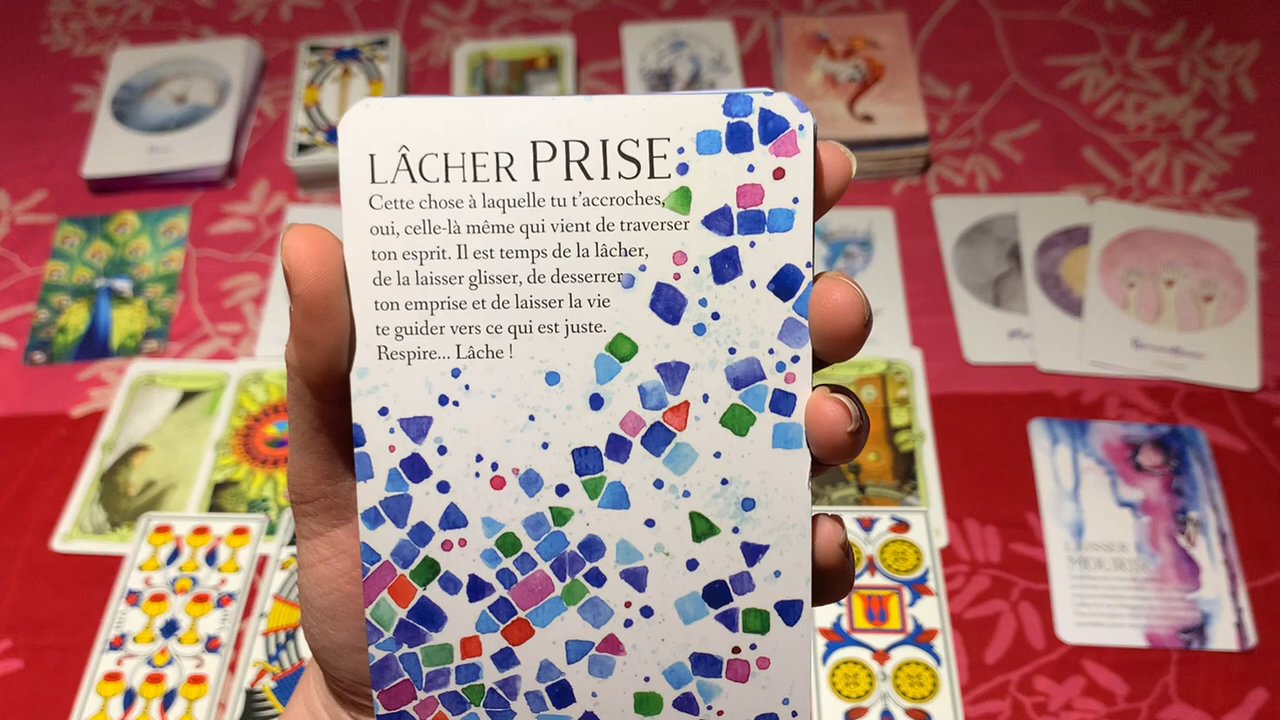 LÂCHER PRISE
Cette chose à laquelle tu t'accroches,
oui, celle-là même qui vient de traverser
ton esprit. Il est temps de la lâcher,
de la laisser glisser, de desserrer
ton emprise et de laisser la vie
te guider vers ce qui est juste.
Respire... Lâche !
LAISSER
MOURIR